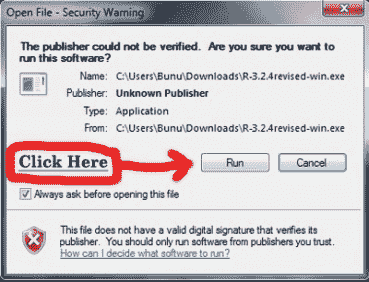 Open File - Security Warning
The publisher could not be verified.  Are you sure you want to
run this software?
Name: C:\Users\Bunu\Downloads\R-3.2.4revised-win.exe
Publisher: Unknown Publisher
Type: Application
From: C:\Users\Bunu\Downloads\R-3.2.4revised-win.exe
Click Here
Run
Cancel
Always ask before opening this file
This file does not have a valid digital signature that verifies its
publisher.  You should only run software from publishers you trust.
How can I decide what software to run?